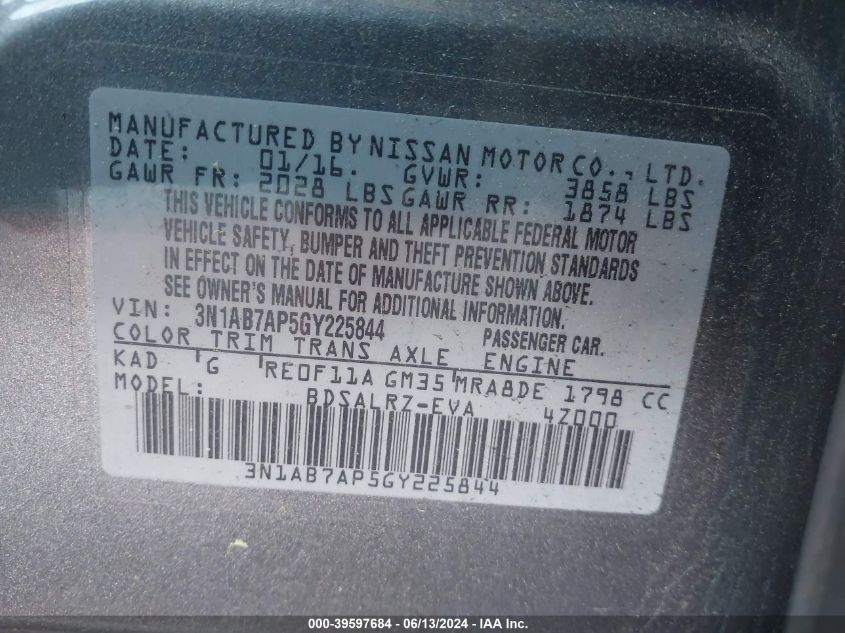 MANUFACTURED BY NISSAN MOTOR CO., LTD.
DATE: 01/16. GVWR: 3858 LBS
GAWR FR: 2028 LBS GAWR RR: 1874 LBS
THIS VEHICLE CONFORMS TO ALL APPLICABLE FEDERAL MOTOR
VEHICLE SAFETY, BUMPER AND THEFT PREVENTION STANDARDS
IN EFFECT ON THE DATE OF MANUFACTURE SHOWN ABOVE.
SEE OWNER'S MANUAL FOR ADDITIONAL INFORMATION.
VIN: 3N1AB7AP5GY225844 PASSENGER CAR.
COLOR TRIM TRANS AXLE ENGINE
KAD G RE0F11A GM35 MRA8DE 1798 CC
MODEL: BDSALRZ-EVA 4Z000
3N1AB7AP5GY225844
000-39597684 - 06/13/2024 - IAA Inc.